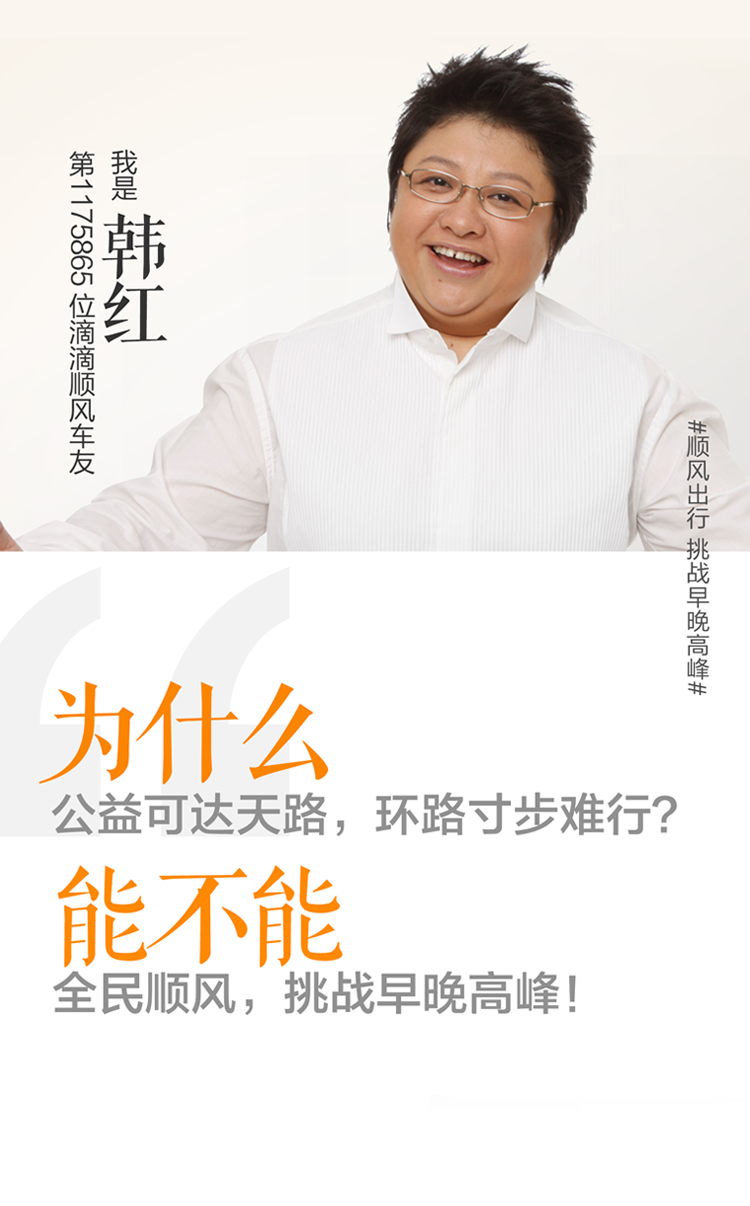 我是 韩红
第1175865位滴滴顺风车友
#顺风出行 挑战早晚高峰#
为什么
公益可达天路，环路寸步难行？
能不能
全民顺风，挑战早晚高峰！